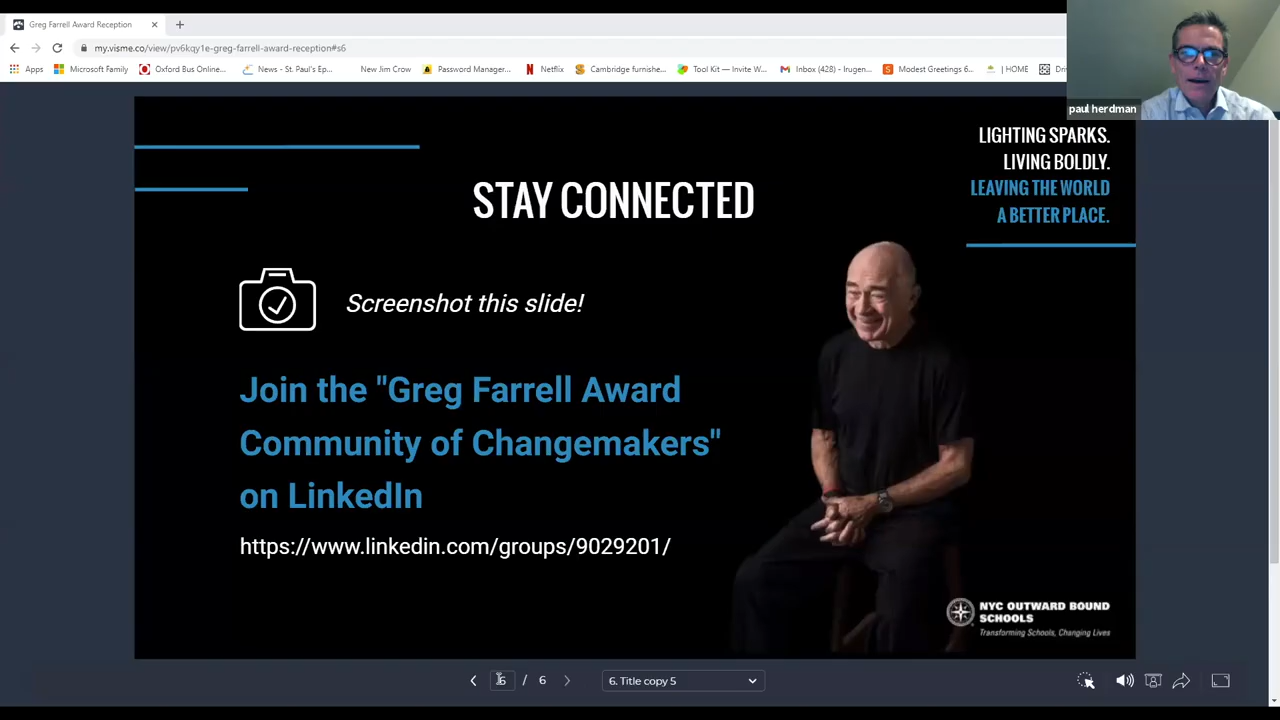 Greg Farrell Award Reception
my.visme.co/view/pv6kqy1e-greg-farrell-award-reception#s6
Apps
Microsoft Family
Oxford Bus Online...
News - St. Paul's Ep...
New Jim Crow
Password Manager...
Netflix
Cambridge furnishe...
Tool Kit — Invite W...
Inbox (428) - lrugen...
Modest Greetings 6...
| HOME
paul herdman
LIGHTING SPARKS.
LIVING BOLDLY.
LEAVING THE WORLD
A BETTER PLACE.
STAY CONNECTED
Screenshot this slide!
Join the "Greg Farrell Award
Community of Changemakers"
on LinkedIn
https://www.linkedin.com/groups/9029201/
NYC OUTWARD BOUND
SCHOOLS
Transforming Schools, Changing Lives
6 / 6
6. Title copy 5